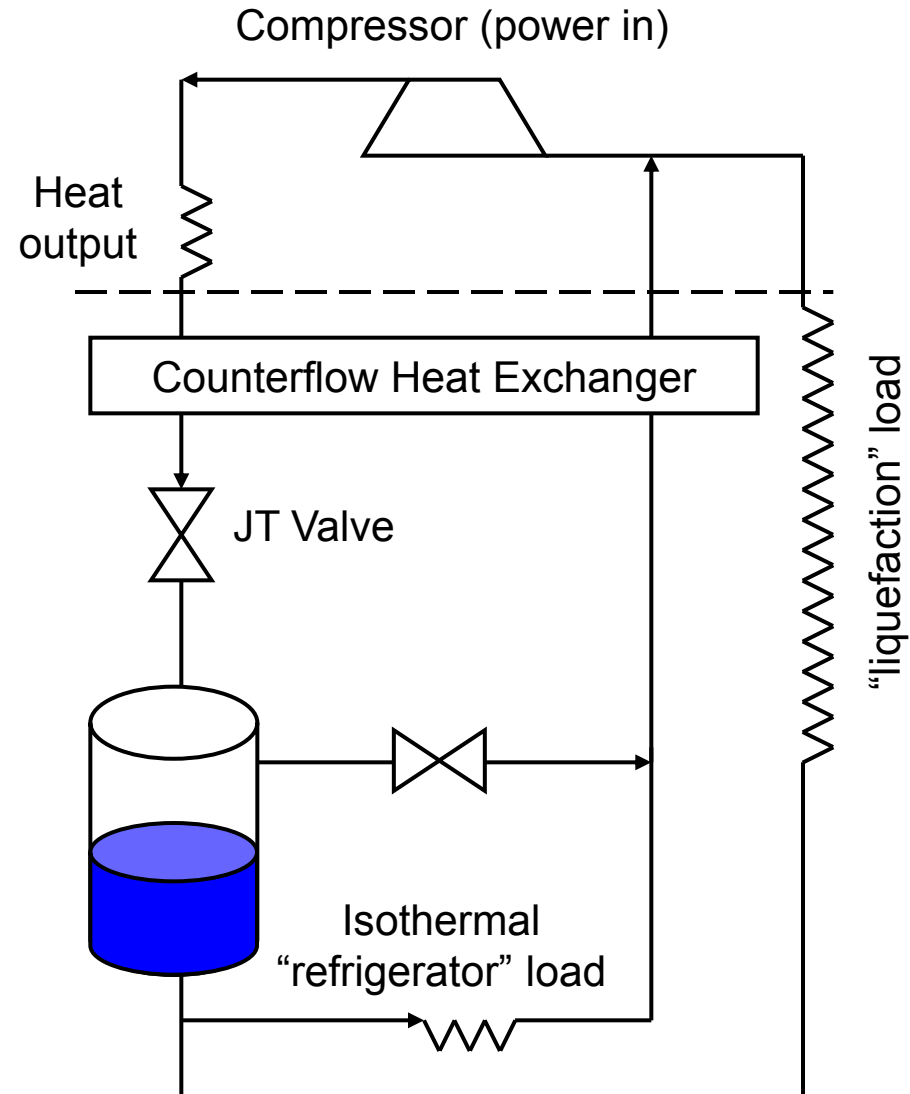 Compressor (power in)
Heat
output
Counterflow Heat Exchanger
JT Valve
“liquefaction” load
Isothermal
“refrigerator” load